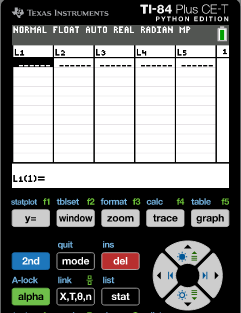 TEXAS INSTRUMENTS TI-84 Plus CE-T
PYTHON EDITION
NORMAL FLOAT AUTO REAL RADIAN MP
L1 L2 L3 L4 L5 1
------ ------ ------ ------ ------
L1(1)=
statplot f1 tblset f2 format f3 calc f4 table f5
y= window zoom trace graph
quit ins
2nd mode del
A-lock link list
alpha X,T,θ,n stat